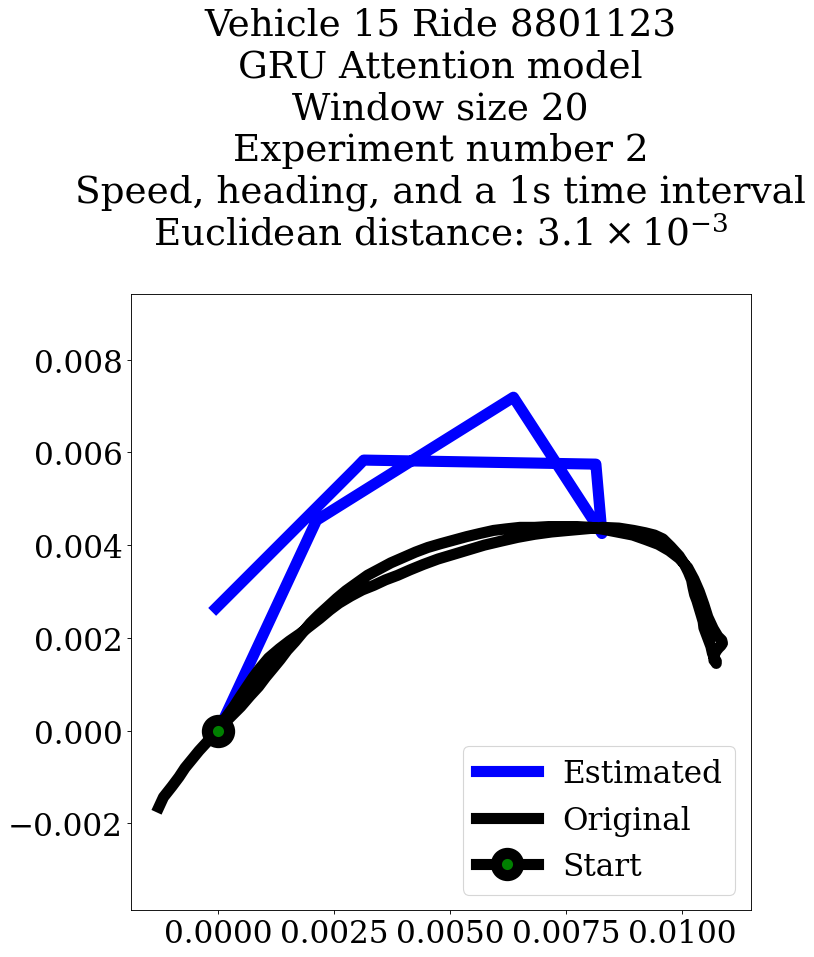 Vehicle 15 Ride 8801123
GRU Attention model
Window size 20
Experiment number 2
Speed, heading, and a 1s time interval
Euclidean distance: 3.1 × 10⁻³
0.008
0.006
0.004
0.002
0.000
−0.002
Estimated
Original
Start
0.0000 0.0025 0.0050 0.0075 0.0100